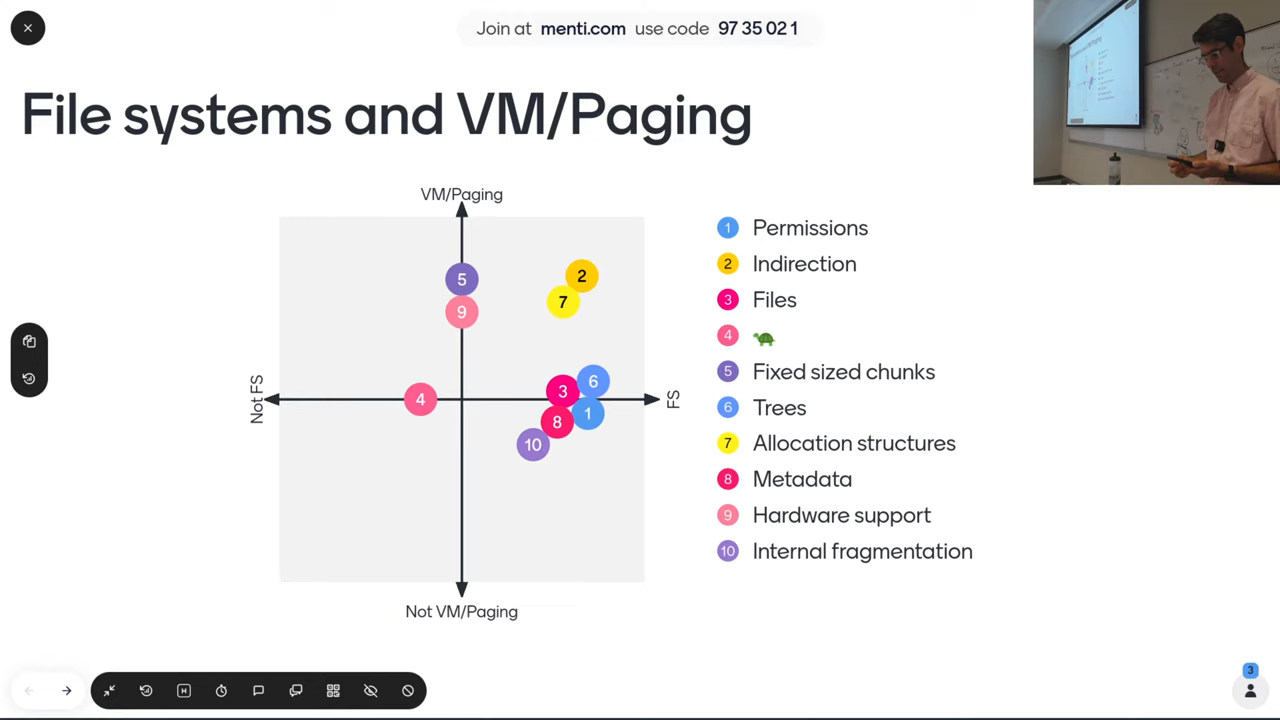 Join at menti.com use code 97 35 02 1
File systems and VM/Paging
VM/Paging
Not FS
FS
Not VM/Paging
5
9
2
7
4
3
6
8
1
10
1 Permissions
2 Indirection
3 Files
4 🐢
5 Fixed sized chunks
6 Trees
7 Allocation structures
8 Metadata
9 Hardware support
10 Internal fragmentation
H
3